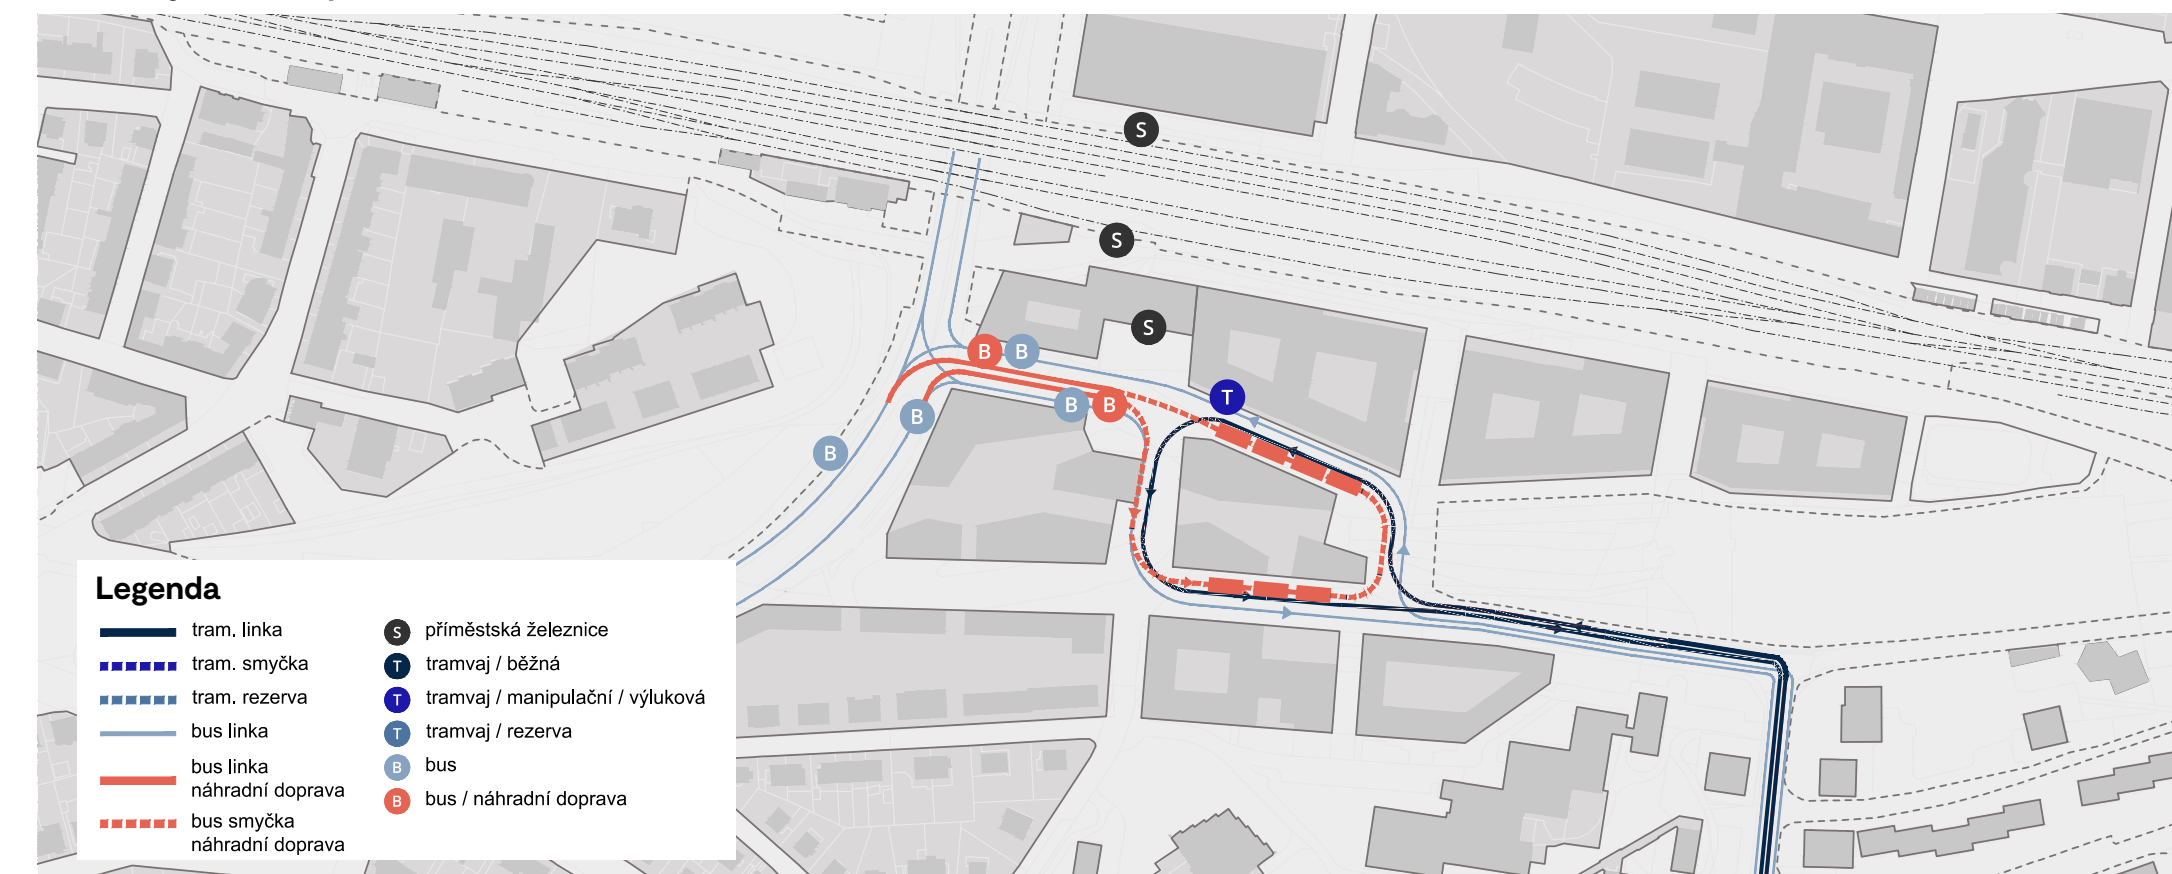 S
S
S
B
B
T
B
B
B
B
Legenda
tram. linka
tram. smyčka
tram. rezerva
bus linka
bus linka
náhradní doprava
bus smyčka
náhradní doprava
S příměstská železnice
T tramvaj / běžná
T tramvaj / manipulační / výluková
T tramvaj / rezerva
B bus
B bus / náhradní doprava